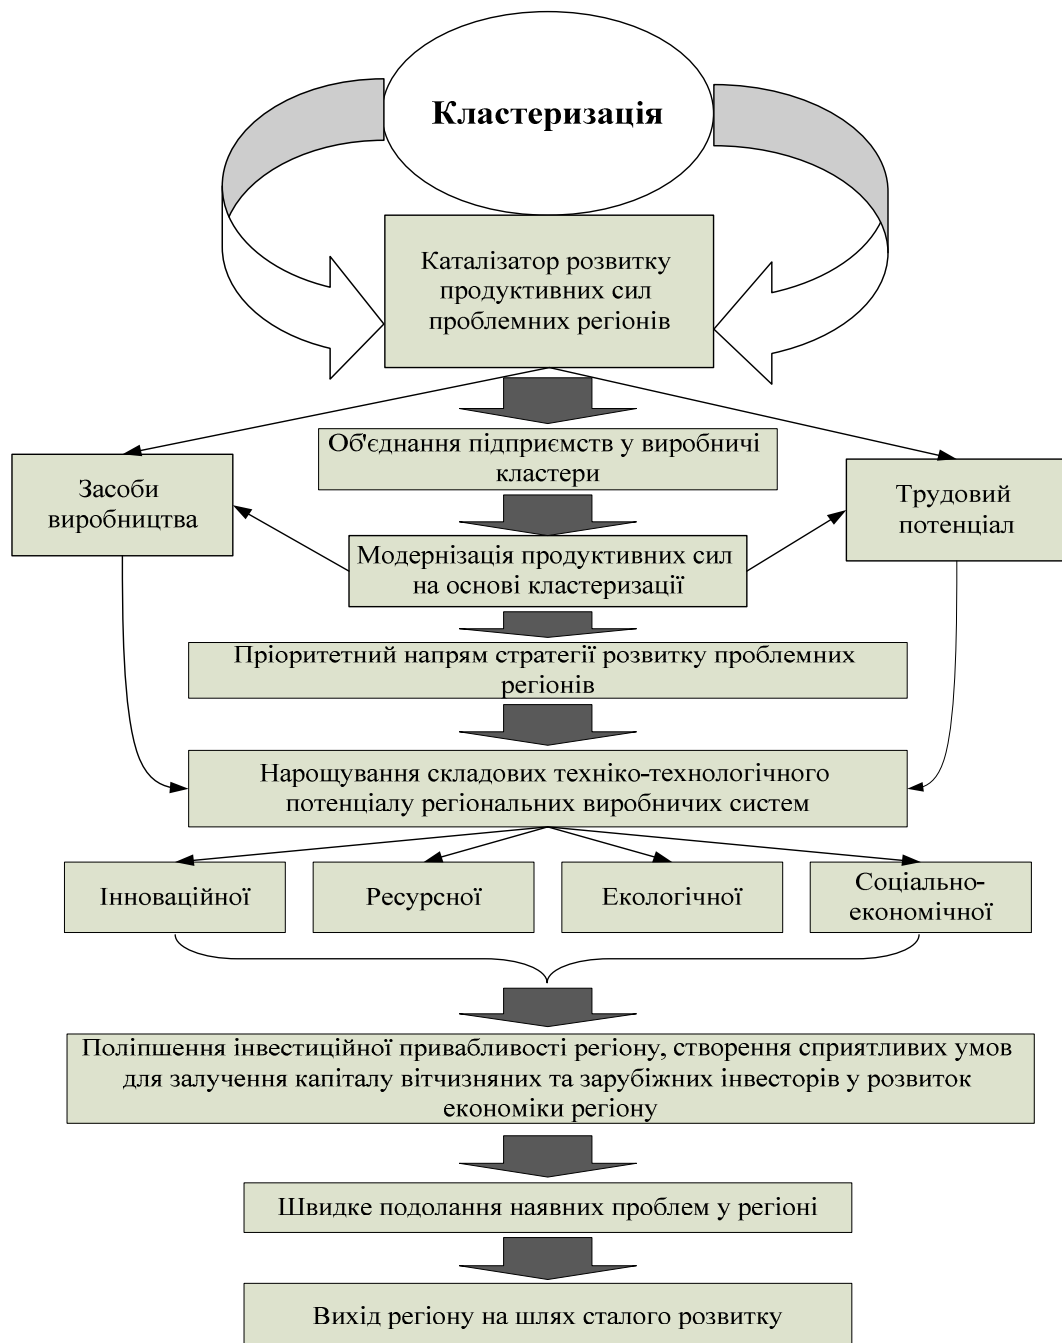 Кластеризація
Каталізатор розвитку
продуктивних сил
проблемних регіонів
Об'єднання підприємств у виробничі
кластери
Засоби
виробництва
Трудовий
потенціал
Модернізація продуктивних сил
на основі кластеризації
Пріоритетний напрям стратегії розвитку проблемних
регіонів
Нарощування складових техніко-технологічного
потенціалу регіональних виробничих систем
Інноваційної
Ресурсної
Екологічної
Соціально-
економічної
Поліпшення інвестиційної привабливості регіону, створення сприятливих умов
для залучення капіталу вітчизняних та зарубіжних інвесторів у розвиток
економіки регіону
Швидке подолання наявних проблем у регіоні
Вихід регіону на шлях сталого розвитку